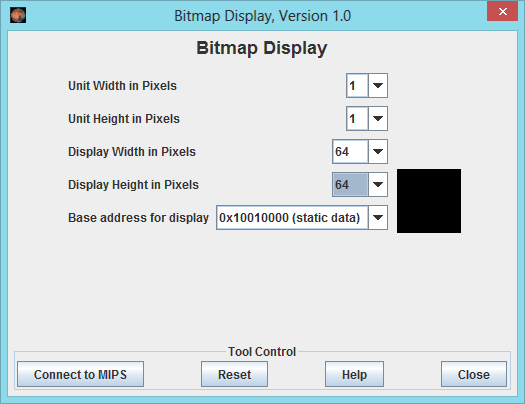 Bitmap Display, Version 1.0
Bitmap Display
Unit Width in Pixels 1
Unit Height in Pixels 1
Display Width in Pixels 64
Display Height in Pixels 64
Base address for display 0x10010000 (static data)
Tool Control
Connect to MIPS Reset Help Close